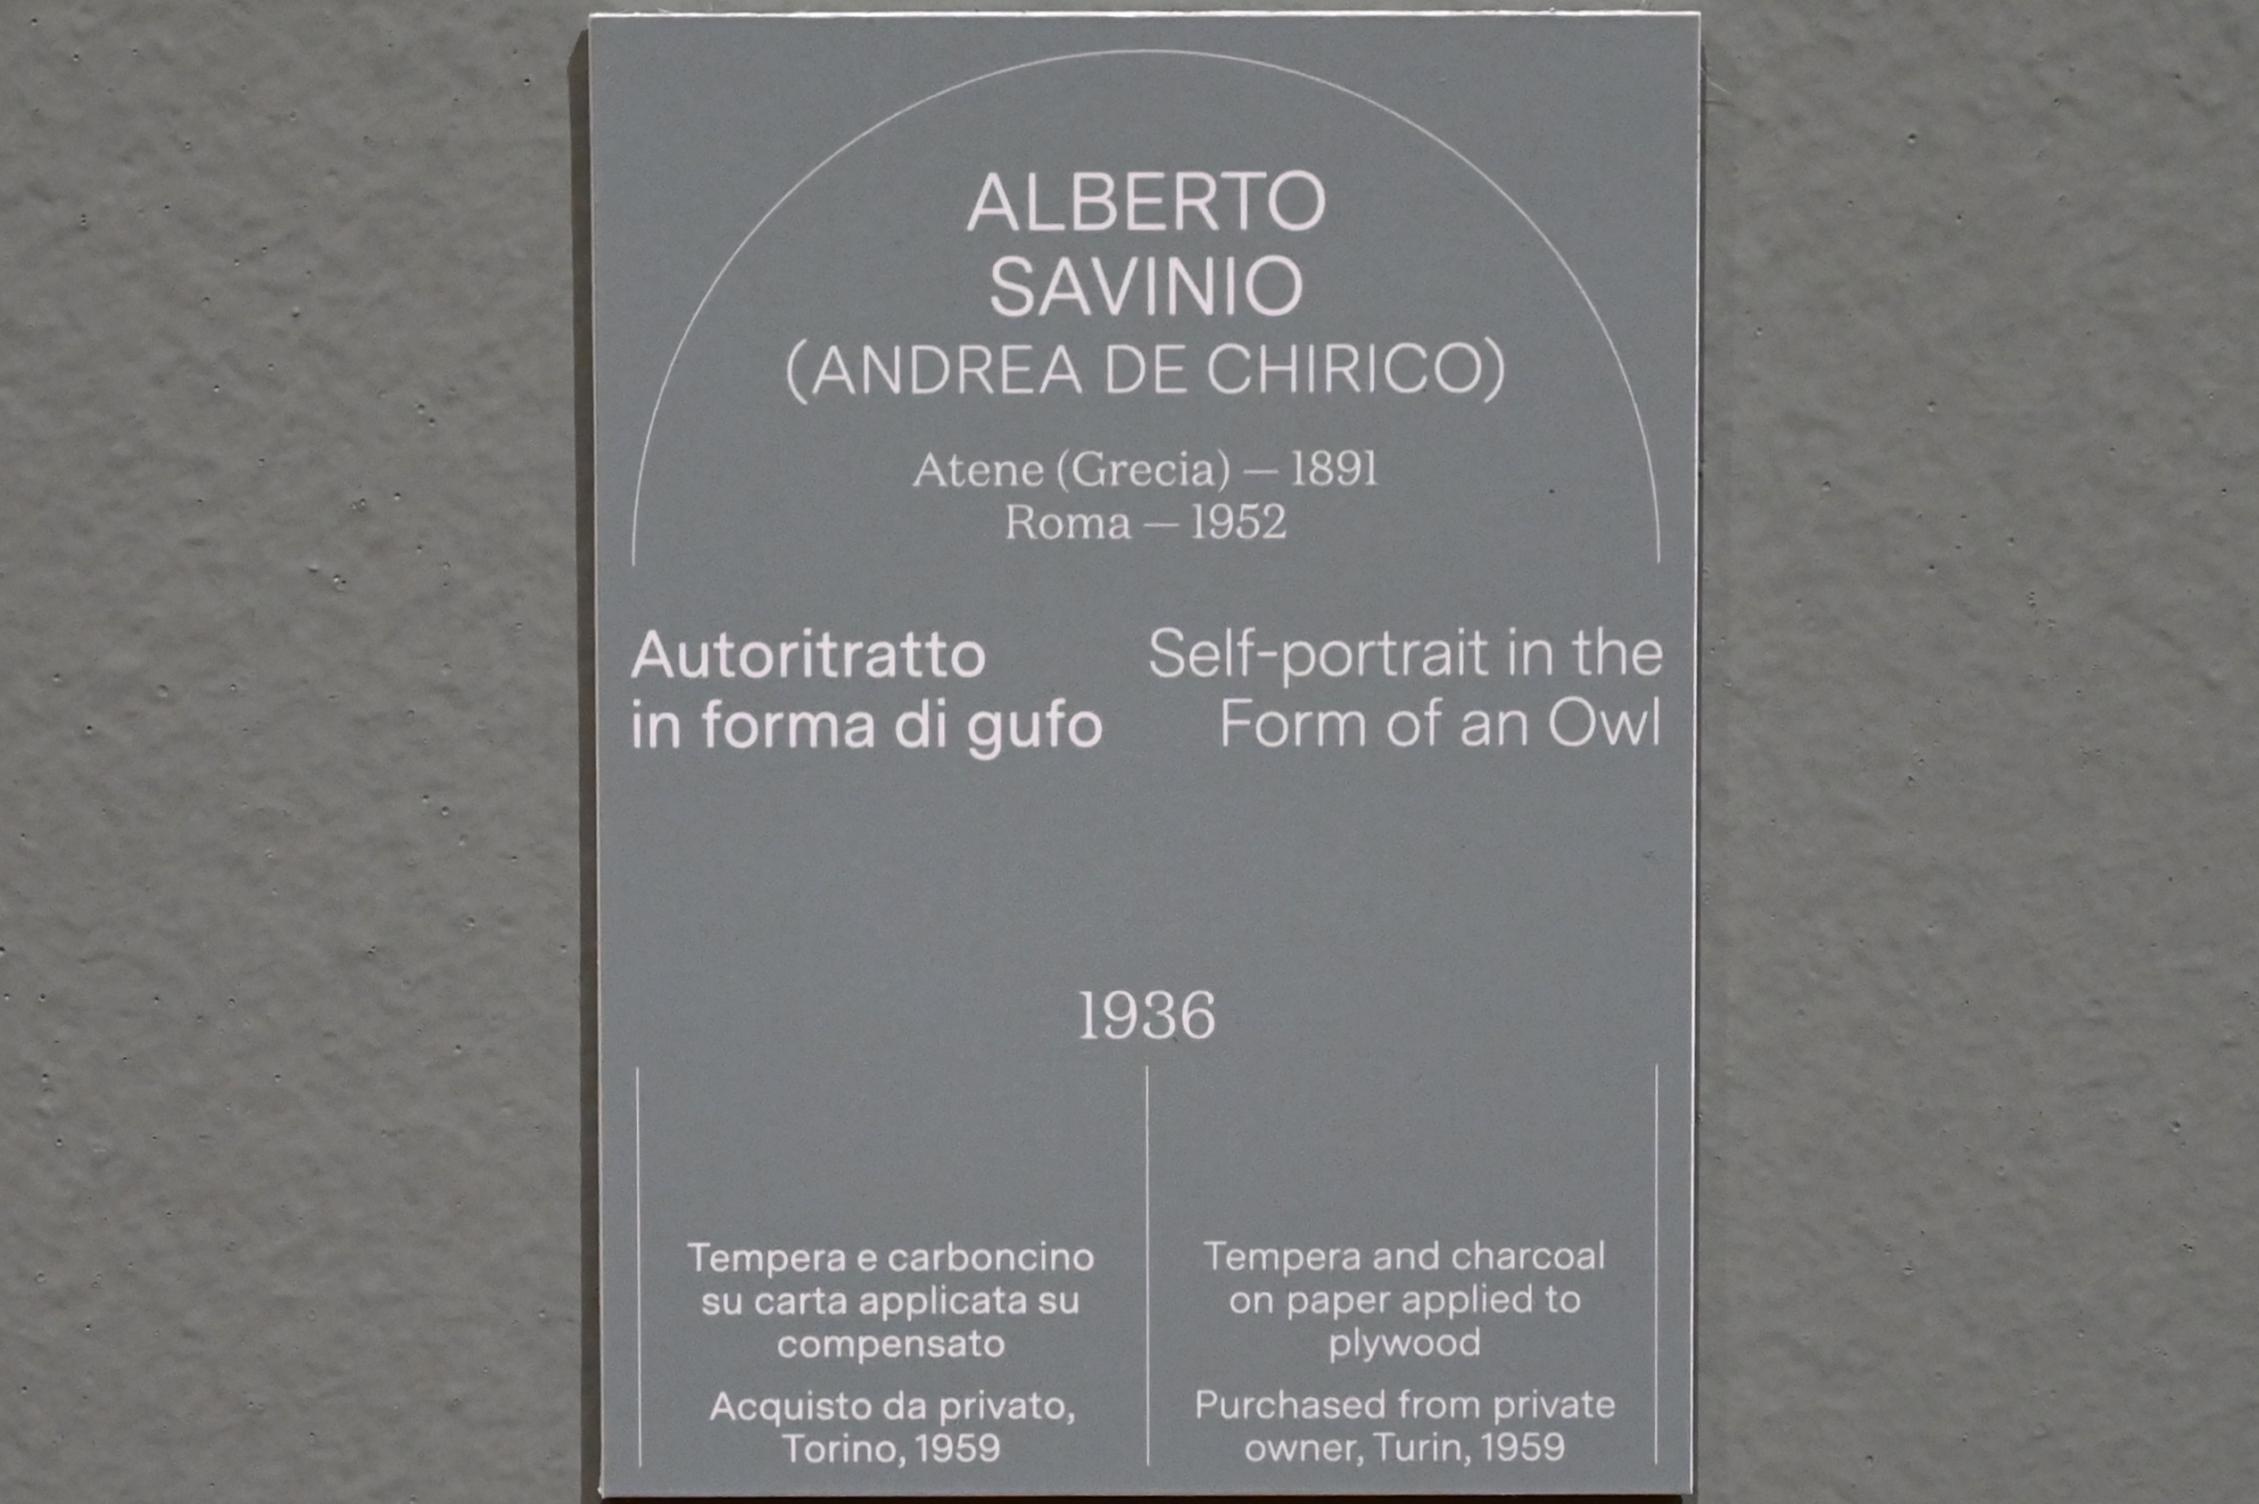 ALBERTO
SAVINIO
(ANDREA DE CHIRICO)
Atene (Grecia) — 1891
Roma — 1952
Autoritratto
in forma di gufo
Self-portrait in the
Form of an Owl
1936
Tempera e carboncino
su carta applicata su
compensato
Acquisto da privato,
Torino, 1959
Tempera and charcoal
on paper applied to
plywood
Purchased from private
owner, Turin, 1959